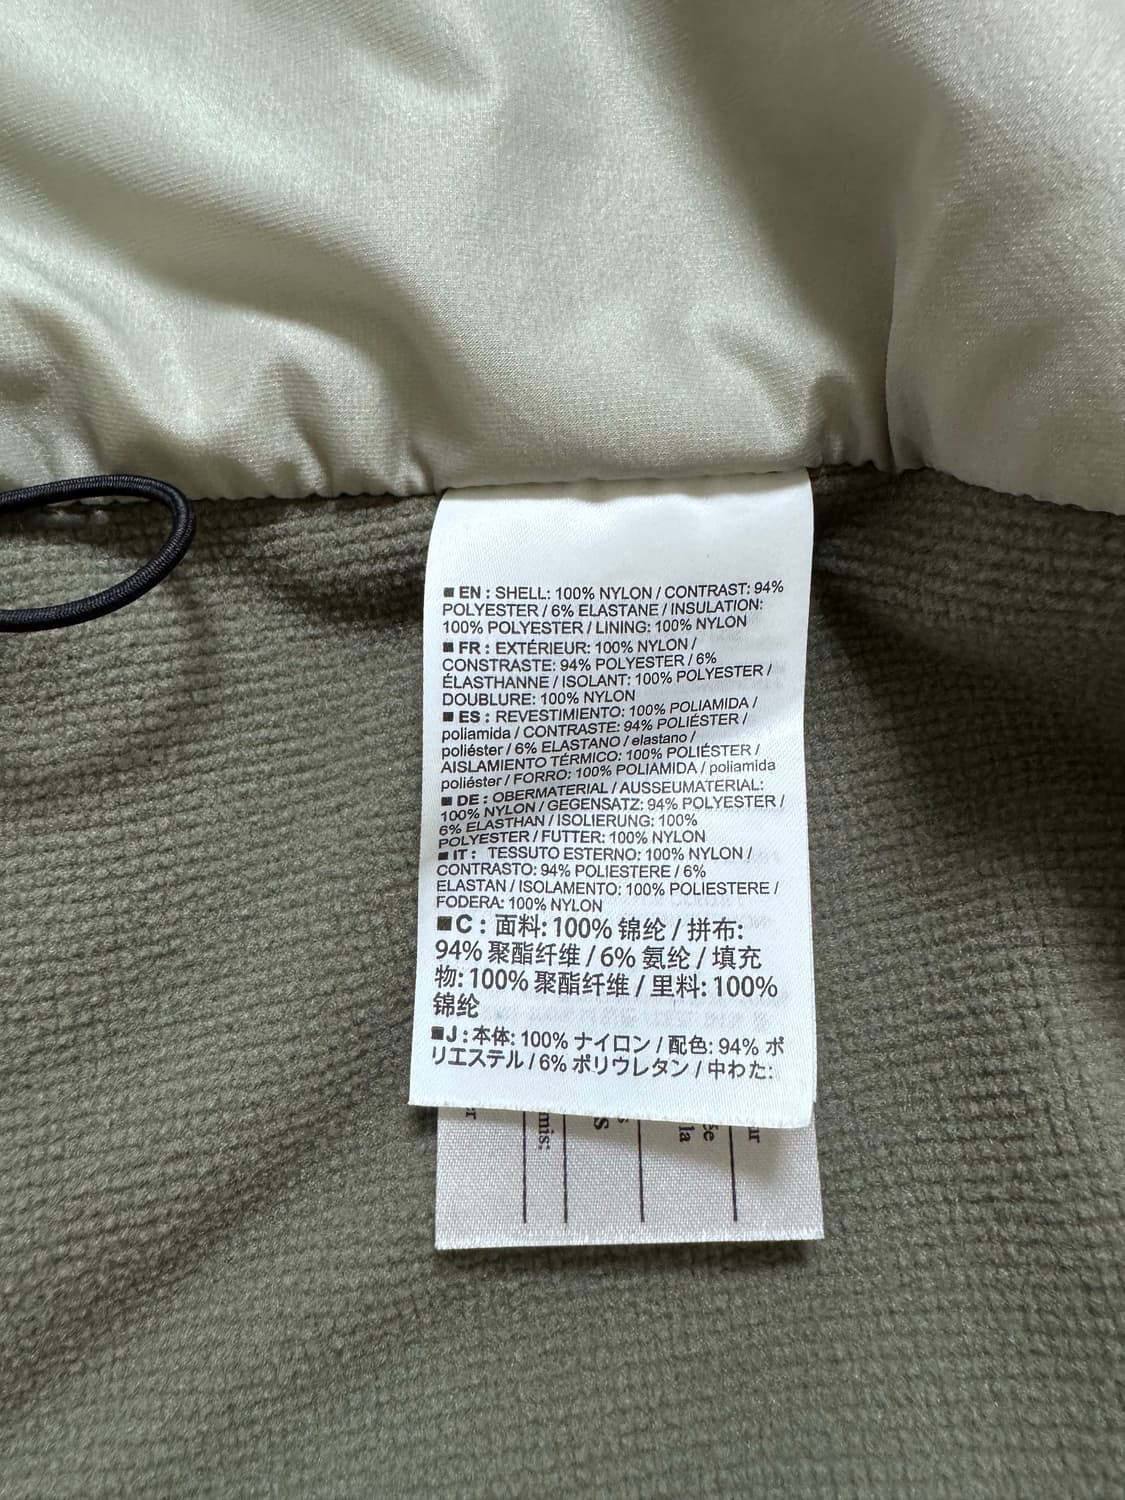 ■ EN : SHELL: 100% NYLON / CONTRAST: 94%
POLYESTER / 6% ELASTANE / INSULATION:
100% POLYESTER / LINING: 100% NYLON
■ FR : EXTÉRIEUR: 100% NYLON /
CONSTRASTE: 94% POLYESTER / 6%
ÉLASTHANNE / ISOLANT: 100% POLYESTER /
DOUBLURE: 100% NYLON
■ ES : REVESTIMIENTO: 100% POLIAMIDA /
poliamida / CONTRASTE: 94% POLIÉSTER /
poliéster / 6% ELASTANO / elastano /
AISLAMIENTO TÉRMICO: 100% POLIÉSTER /
poliéster / FORRO: 100% POLIAMIDA / poliamida
■ DE : OBERMATERIAL / AUSSEUMATERIAL:
100% NYLON / GEGENSATZ: 94% POLYESTER /
6% ELASTHAN / ISOLIERUNG: 100%
POLYESTER / FUTTER: 100% NYLON
■ IT : TESSUTO ESTERNO: 100% NYLON /
CONTRASTO: 94% POLIESTERE / 6%
ELASTAN / ISOLAMENTO: 100% POLIESTERE /
FODERA: 100% NYLON
■ C : 面料: 100% 锦纶 / 拼布:
94% 聚酯纤维 / 6% 氨纶 / 填充
物: 100% 聚酯纤维 / 里料: 100%
锦纶
■ J : 本体: 100% ナイロン / 配色: 94% ポ
リエステル / 6% ポリウレタン / 中わた:
mis:
la